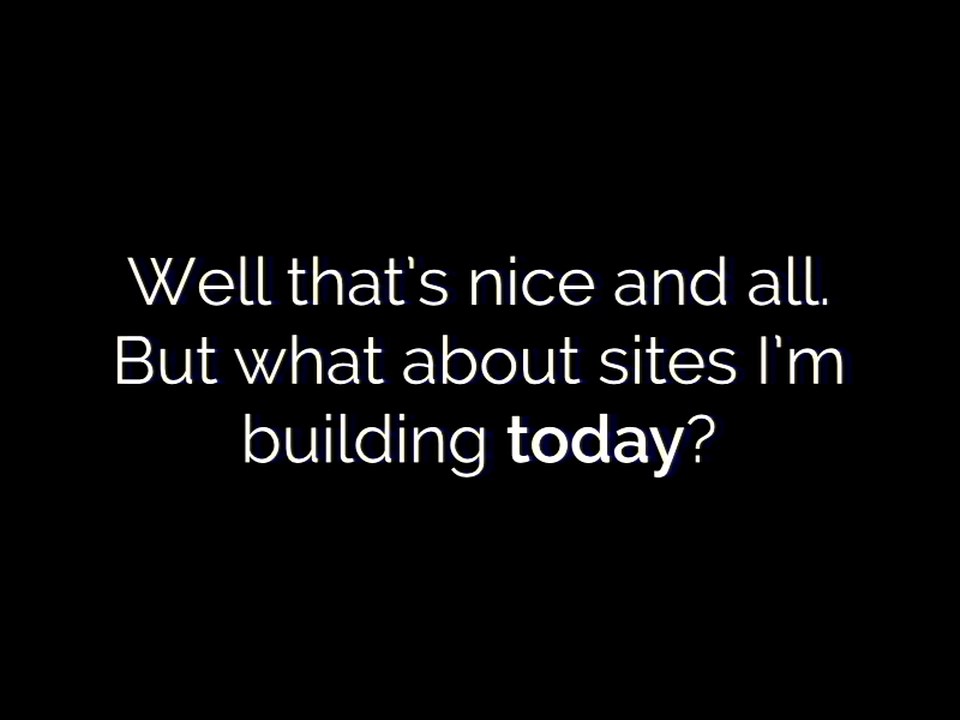 Well that's nice and all.
But what about sites I'm
building today?